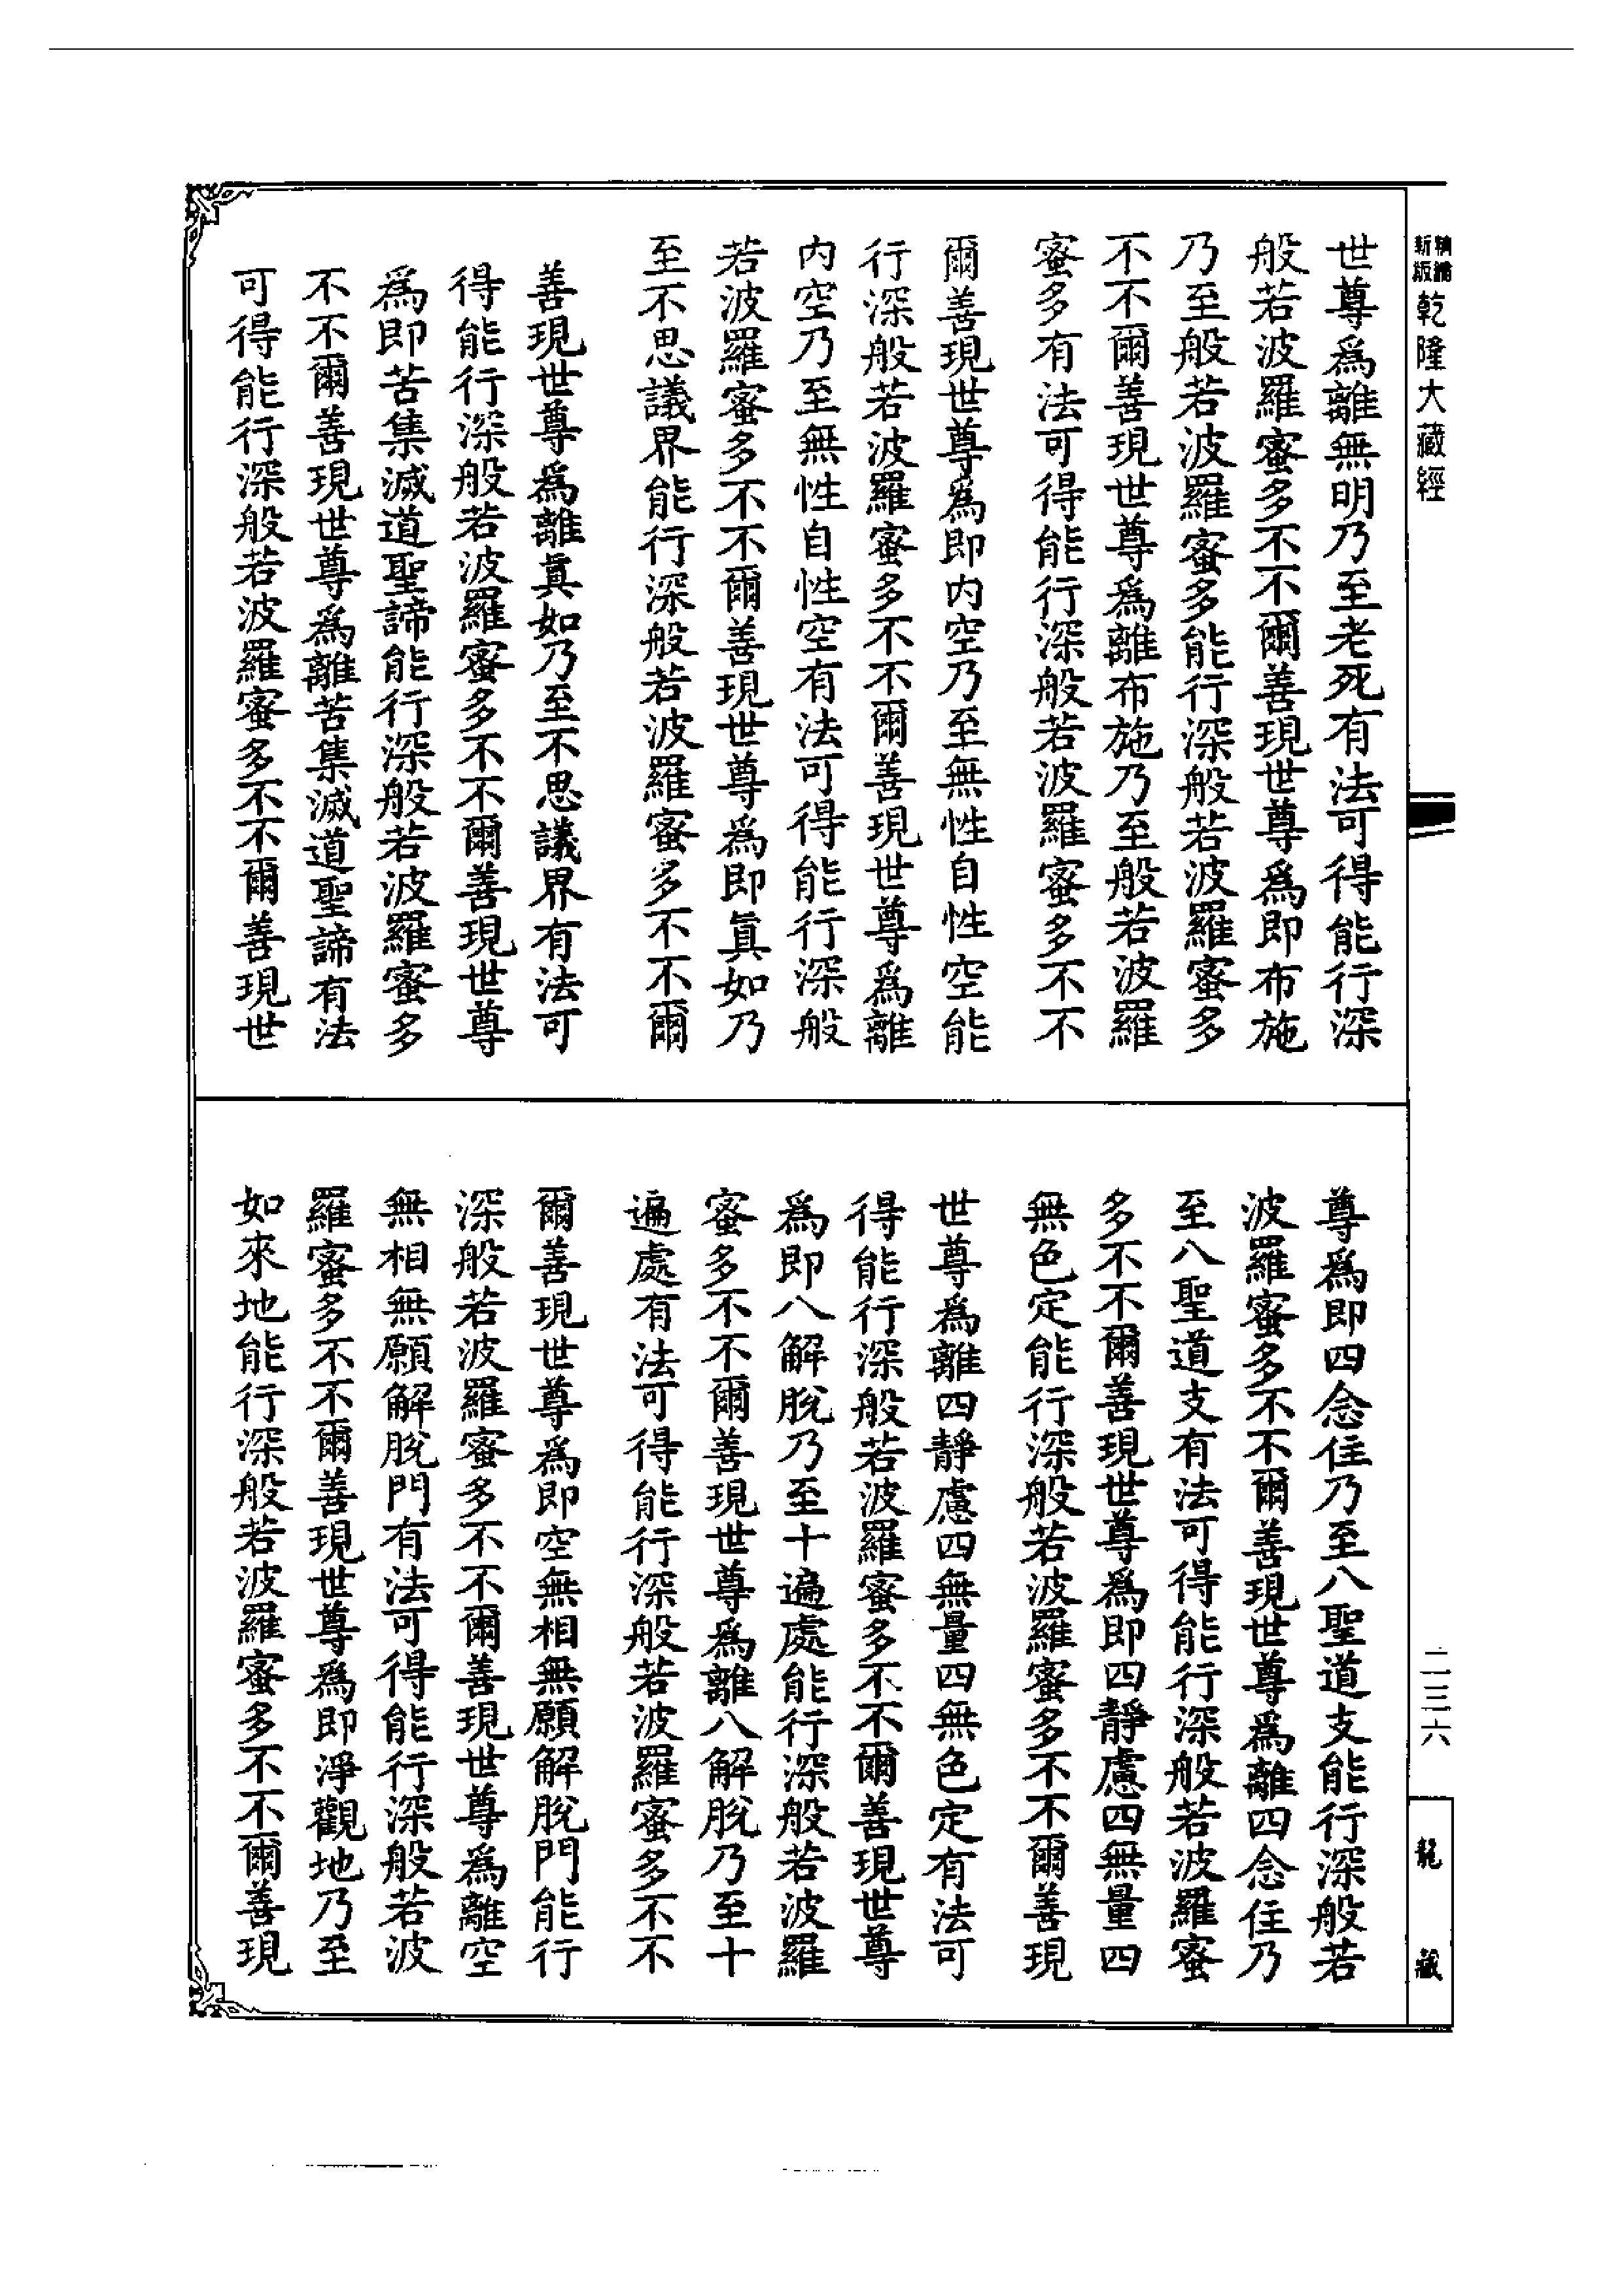 精繕
新版
乾隆大藏經
世尊爲離無明乃至老死有法可得能行深
般若波羅蜜多不不爾善現世尊爲即布施
乃至般若波羅蜜多能行深般若波羅蜜多
不不爾善現世尊爲離布施乃至般若波羅
蜜多有法可得能行深般若波羅蜜多不不
爾善現世尊爲即内空乃至無性自性空能
行深般若波羅蜜多不不爾善現世尊爲離
内空乃至無性自性空有法可得能行深般
若波羅蜜多不不爾善現世尊爲即眞如乃
至不思議界能行深般若波羅蜜多不不爾
善現世尊爲離眞如乃至不思議界有法可
得能行深般若波羅蜜多不不爾善現世尊
爲即苦集滅道聖諦能行深般若波羅蜜多
不不爾善現世尊爲離苦集滅道聖諦有法
可得能行深般若波羅蜜多不不爾善現世
尊爲即四念住乃至八聖道支能行深般若
波羅蜜多不不爾善現世尊爲離四念住乃
至八聖道支有法可得能行深般若波羅蜜
多不不爾善現世尊爲即四靜慮四無量四
無色定能行深般若波羅蜜多不不爾善現
世尊爲離四靜慮四無量四無色定有法可
得能行深般若波羅蜜多不不爾善現世尊
爲即八解脫乃至十遍處能行深般若波羅
蜜多不不爾善現世尊爲離八解脫乃至十
遍處有法可得能行深般若波羅蜜多不不
爾善現世尊爲即空無相無願解脫門能行
深般若波羅蜜多不不爾善現世尊爲離空
無相無願解脫門有法可得能行深般若波
羅蜜多不不爾善現世尊爲即淨觀地乃至
如來地能行深般若波羅蜜多不不爾善現
二三六
龍藏